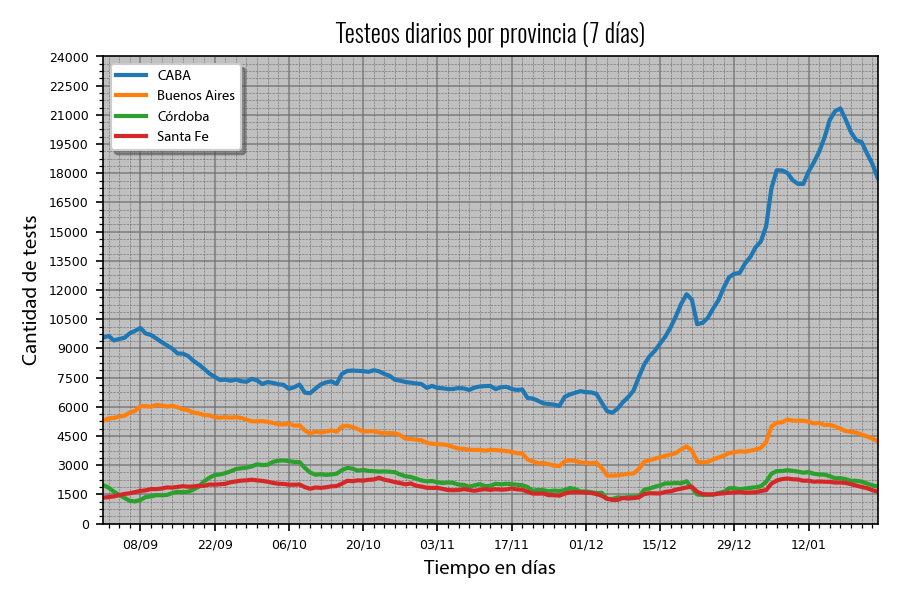 Testeos diarios por provincia (7 días)
24000
22500
21000
19500
18000
16500
15000
13500
12000
10500
9000
7500
6000
4500
3000
1500
0
Cantidad de tests
CABA
Buenos Aires
Córdoba
Santa Fe
08/09 22/09 06/10 20/10 03/11 17/11 01/12 15/12 29/12 12/01
Tiempo en días